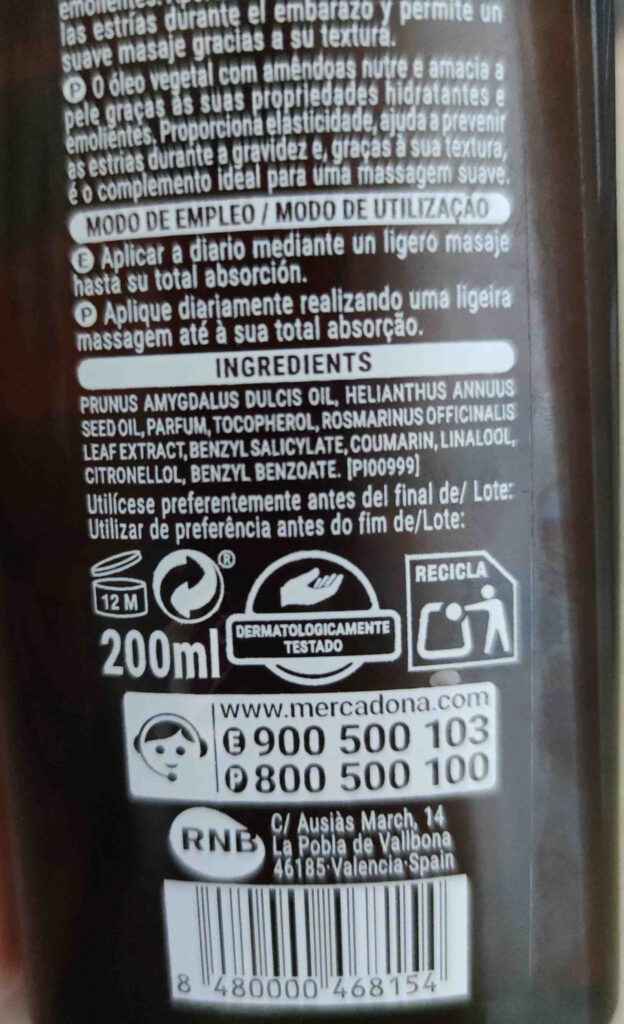 emolientes.
las estrías durante el embarazo y permite un
suave masaje gracias a su textura.
P O óleo vegetal com amêndoas nutre e amacia a
pele graças às suas propriedades hidratantes e
emolientes. Proporciona elasticidade, ajuda a prevenir
as estrias durante a gravidez e, graças à sua textura,
é o complemento ideal para uma massagem suave.
MODO DE EMPLEO / MODO DE UTILIZAÇÃO
E Aplicar a diario mediante un ligero masaje
hasta su total absorción.
P Aplique diariamente realizando uma ligeira
massagem até à sua total absorção.
INGREDIENTS
PRUNUS AMYGDALUS DULCIS OIL, HELIANTHUS ANNUUS
SEED OIL, PARFUM, TOCOPHEROL, ROSMARINUS OFFICINALIS
LEAF EXTRACT, BENZYL SALICYLATE, COUMARIN, LINALOOL,
CITRONELLOL, BENZYL BENZOATE. [PI00999]
Utilícese preferentemente antes del final de/ Lote:
Utilizar de preferência antes do fim de/Lote:
12 M
®
RECICLA
200ml
DERMATOLOGICAMENTE
TESTADO
www.mercadona.com
E 900 500 103
P 800 500 100
RNB
C/ Ausiàs March, 14
La Pobla de Vallbona
46185·Valencia·Spain
8 480000 468154